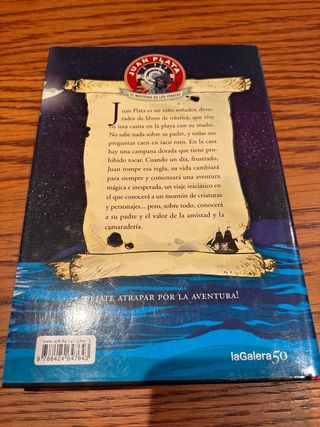 JUAN PLATA
EL MISTERIO DE LOS PIRATAS
Juan Plata es un niño soñador, devo-
rador de libros de náutica, que vive
en una casita en la playa con su madre.
No sabe nada sobre su padre, y todas sus
preguntas caen en saco roto. En la casa
hay una campana dorada que tiene pro-
hibido tocar. Cuando un día, frustrado,
Juan rompe esa regla, su vida cambiará
para siempre y comenzará una aventura
mágica e inesperada, un viaje iniciático en
el que conocerá a un montón de criaturas
y personajes... pero, sobre todo, conocerá
a su padre y el valor de la amistad y la
camaradería.
¡DÉJATE ATRAPAR POR LA AVENTURA!
9 788424 647643
laGalera50